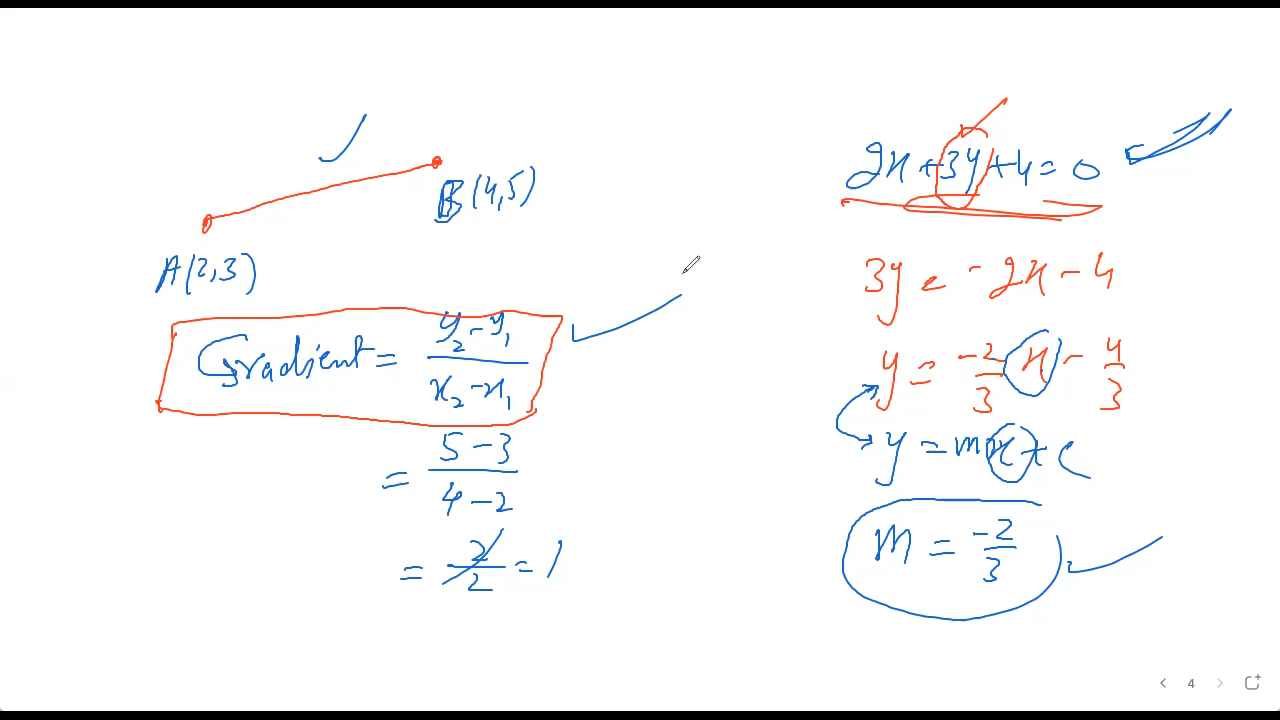 B(4,5)
A(2,3)
Gradient = y₂-y₁ / x₂-x₁
= 5-3 / 4-2
= 2/2 = 1
2x+3y+4=0
3y = -2x-4
y = -2/3 x - 4/3
y = mx+c
m = -2/3
4